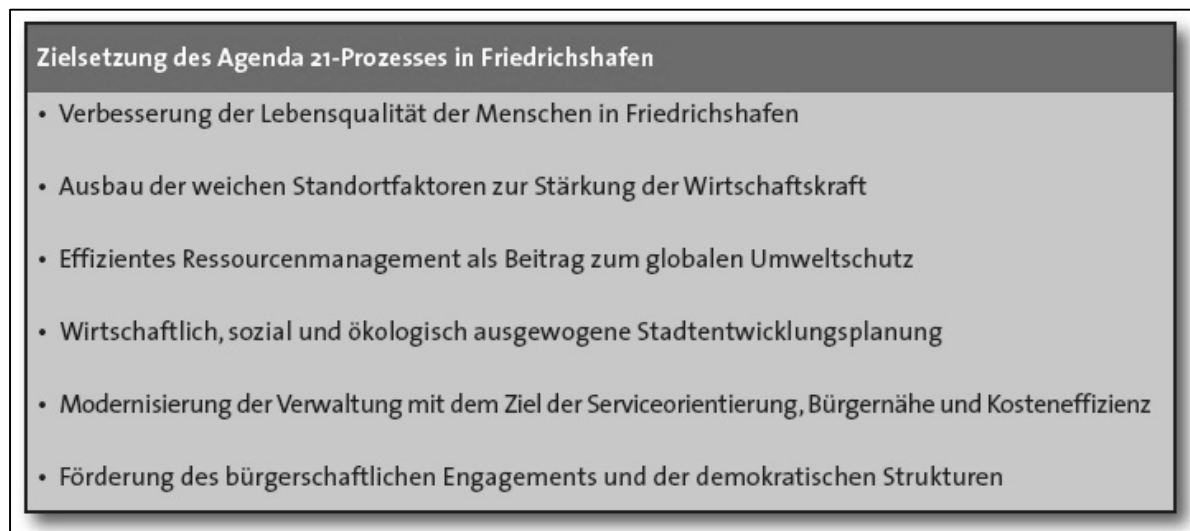 Zielsetzung des Agenda 21-Prozesses in Friedrichshafen
• Verbesserung der Lebensqualität der Menschen in Friedrichshafen
• Ausbau der weichen Standortfaktoren zur Stärkung der Wirtschaftskraft
• Effizientes Ressourcenmanagement als Beitrag zum globalen Umweltschutz
• Wirtschaftlich, sozial und ökologisch ausgewogene Stadtentwicklungsplanung
• Modernisierung der Verwaltung mit dem Ziel der Serviceorientierung, Bürgernähe und Kosteneffizienz
• Förderung des bürgerschaftlichen Engagements und der demokratischen Strukturen